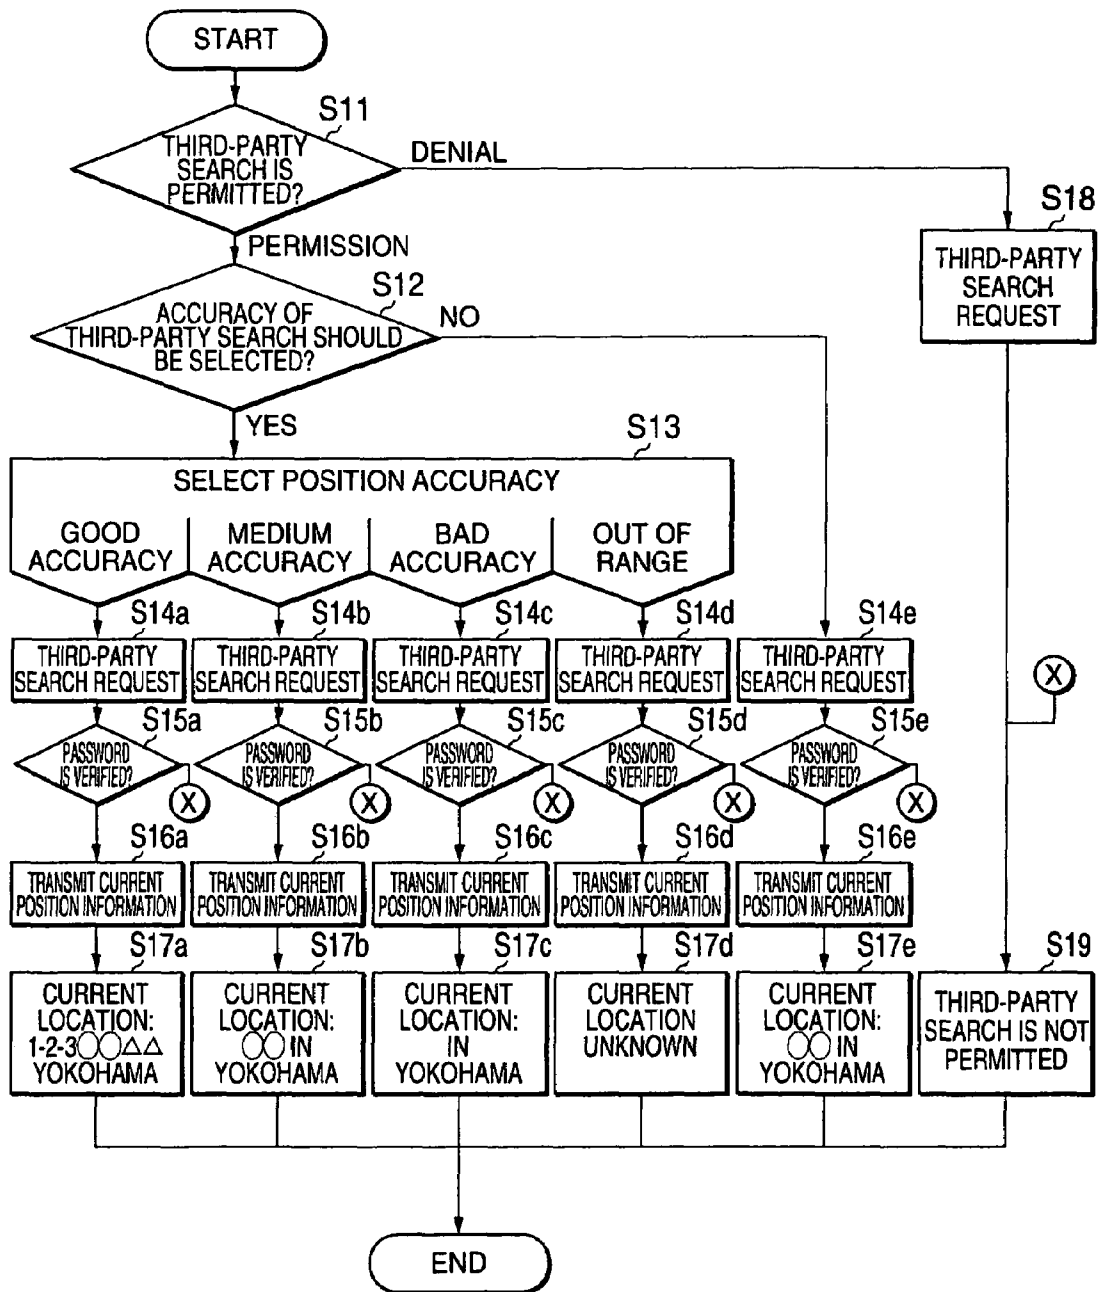 START
S11
THIRD-PARTY
SEARCH IS
PERMITTED?
DENIAL
S18
THIRD-PARTY
SEARCH
REQUEST
PERMISSION
S12
ACCURACY OF
THIRD-PARTY SEARCH SHOULD
BE SELECTED?
NO
YES
S13
SELECT POSITION ACCURACY
GOOD
ACCURACY
MEDIUM
ACCURACY
BAD
ACCURACY
OUT OF
RANGE
S14a
THIRD-PARTY
SEARCH REQUEST
S14b
THIRD-PARTY
SEARCH REQUEST
S14c
THIRD-PARTY
SEARCH REQUEST
S14d
THIRD-PARTY
SEARCH REQUEST
S14e
THIRD-PARTY
SEARCH REQUEST
X
S15a
PASSWORD
IS VERIFIED?
X
S15b
PASSWORD
IS VERIFIED?
X
S15c
PASSWORD
IS VERIFIED?
X
S15d
PASSWORD
IS VERIFIED?
X
S15e
PASSWORD
IS VERIFIED?
X
S16a
TRANSMIT CURRENT
POSITION INFORMATION
S16b
TRANSMIT CURRENT
POSITION INFORMATION
S16c
TRANSMIT CURRENT
POSITION INFORMATION
S16d
TRANSMIT CURRENT
POSITION INFORMATION
S16e
TRANSMIT CURRENT
POSITION INFORMATION
S17a
CURRENT
LOCATION:
1-2-3○○△△
YOKOHAMA
S17b
CURRENT
LOCATION:
○○ IN
YOKOHAMA
S17c
CURRENT
LOCATION:
IN
YOKOHAMA
S17d
CURRENT
LOCATION
UNKNOWN
S17e
CURRENT
LOCATION:
○○ IN
YOKOHAMA
S19
THIRD-PARTY
SEARCH IS NOT
PERMITTED
END